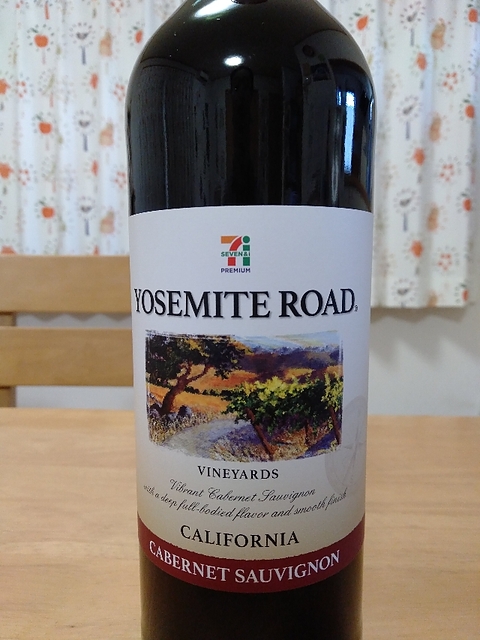 7i
SEVEN&i
PREMIUM
YOSEMITE ROAD®
VINEYARDS
Vibrant Cabernet Sauvignon
with a deep full-bodied flavor and smooth finish
CALIFORNIA
CABERNET SAUVIGNON